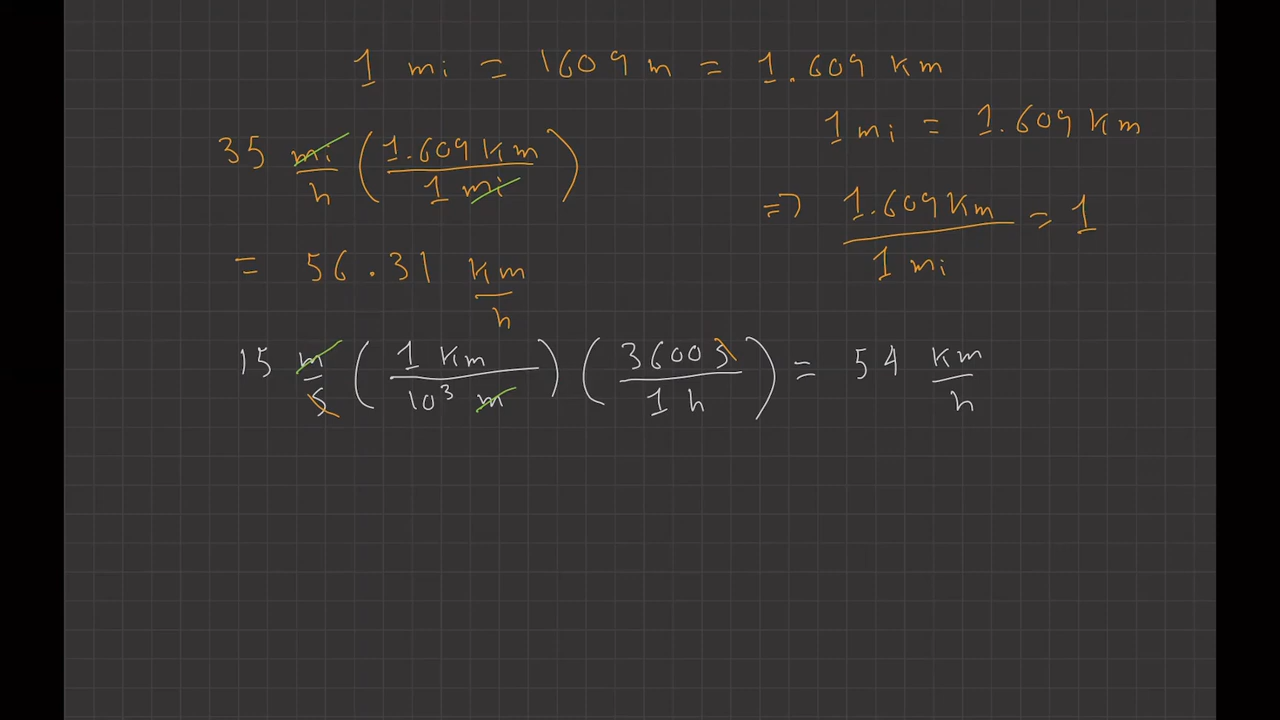 1 mi = 1609 m = 1.609 Km
1 mi = 1.609 Km
35 mi/h (1.609 Km / 1 mi)
=> 1.609 Km / 1 mi = 1
= 56.31 Km/h
15 m/s (1 Km / 10³ m) (3600 s / 1 h) = 54 Km/h